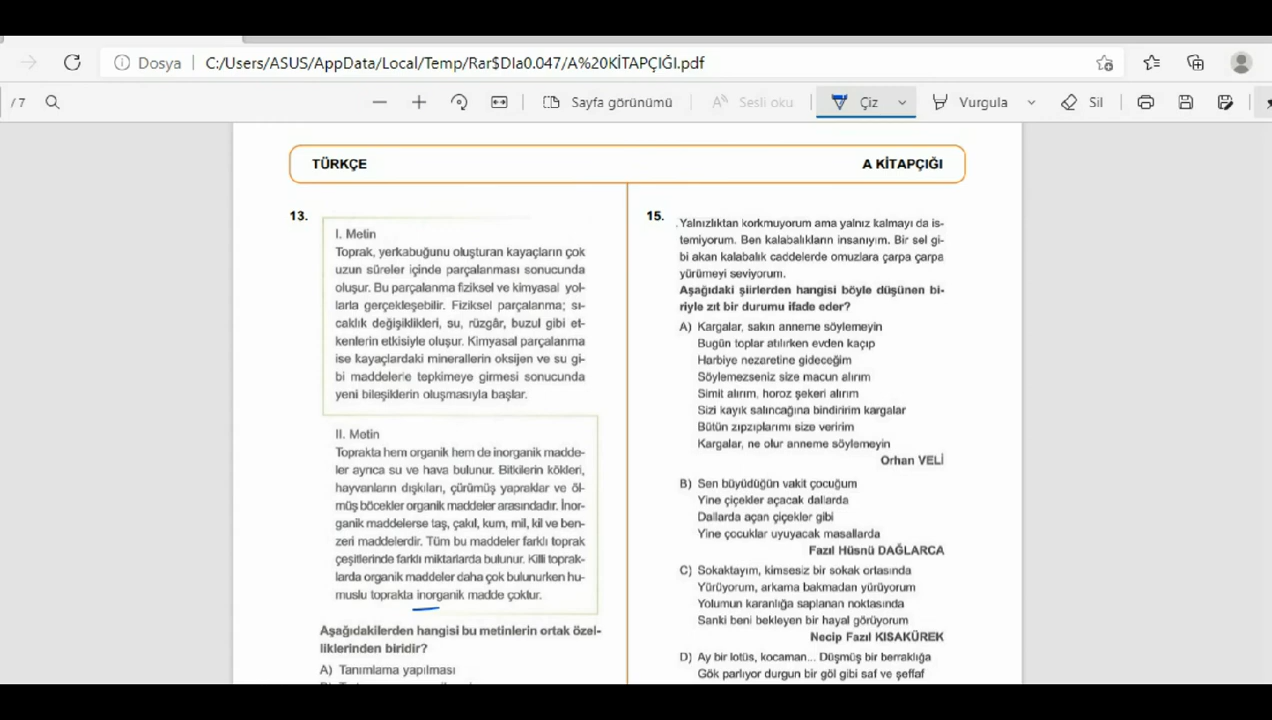 Dosya
C:/Users/ASUS/AppData/Local/Temp/Rar$DIa0.047/A%20KİTAPÇIĞI.pdf
/7
Sayfa görünümü
Sesli oku
Çiz
Vurgula
Sil
TÜRKÇE
A KİTAPÇIĞI
13.
I. Metin
Toprak, yerkabuğunu oluşturan kayaçların çok
uzun süreler içinde parçalanması sonucunda
oluşur. Bu parçalanma fiziksel ve kimyasal yol-
larla gerçekleşebilir. Fiziksel parçalanma; sı-
caklık değişiklikleri, su, rüzgâr, buzul gibi et-
kenlerin etkisiyle oluşur. Kimyasal parçalanma
ise kayaçlardaki minerallerin oksijen ve su gi-
bi maddelerle tepkimeye girmesi sonucunda
yeni bileşiklerin oluşmasıyla başlar.
II. Metin
Toprakta hem organik hem de inorganik madde-
ler ayrıca su ve hava bulunur. Bitkilerin kökleri,
hayvanların dışkıları, çürümüş yapraklar ve öl-
müş böcekler organik maddeler arasındadır. İnor-
ganik maddelerse taş, çakıl, kum, mil, kil ve ben-
zeri maddelerdir. Tüm bu maddeler farklı toprak
çeşitlerinde farklı miktarlarda bulunur. Killi toprak-
larda organik maddeler daha çok bulunurken hu-
muslu toprakta inorganik madde çoktur.
Aşağıdakilerden hangisi bu metinlerin ortak özel-
liklerinden biridir?
A) Tanımlama yapılması
15.
Yalnızlıktan korkmuyorum ama yalnız kalmayı da is-
temiyorum. Ben kalabalıkların insanıyım. Bir sel gi-
bi akan kalabalık caddelerde omuzlara çarpa çarpa
yürümeyi seviyorum.
Aşağıdaki şiirlerden hangisi böyle düşünen bi-
riyle zıt bir durumu ifade eder?
A) Kargalar, sakın anneme söylemeyin
Bugün toplar atılırken evden kaçıp
Harbiye nezaretine gideceğim
Söylemezseniz size macun alırım
Simit alırım, horoz şekeri alırım
Sizi kayık salıncağına bindiririm kargalar
Bütün zıpzıplarımı size veririm
Kargalar, ne olur anneme söylemeyin
Orhan VELİ
B) Sen büyüdüğün vakit çocuğum
Yine çiçekler açacak dallarda
Dallarda açan çiçekler gibi
Yine çocuklar uyuyacak masallarda
Fazıl Hüsnü DAĞLARCA
C) Sokaktayım, kimsesiz bir sokak ortasında
Yürüyorum, arkama bakmadan yürüyorum
Yolumun karanlığa saplanan noktasında
Sanki beni bekleyen bir hayal görüyorum
Necip Fazıl KISAKÜREK
D) Ay bir lotüs, kocaman... Düşmüş bir berraklığa
Gök parlıyor durgun bir göl gibi saf ve şeffaf